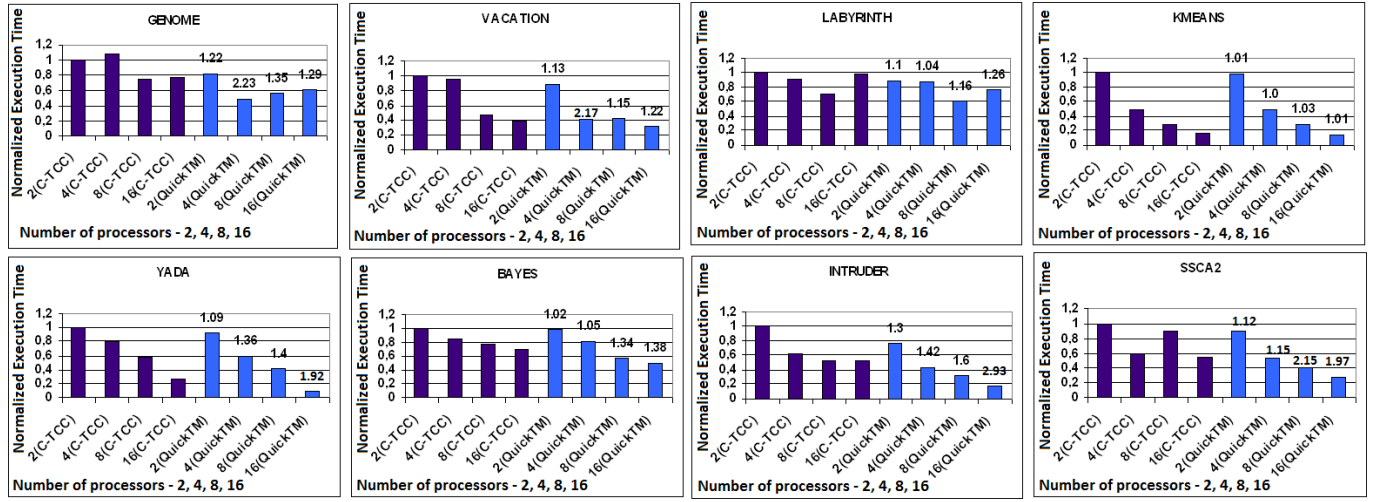 GENOME
Normalized Execution Time
1,2
1
0,8
0,6
0,4
0,2
0
1.22
2.23
1.35
1.29
2(C-TCC)
4(C-TCC)
8(C-TCC)
16(C-TCC)
2(QuickTM)
4(QuickTM)
8(QuickTM)
16(QuickTM)
Number of processors - 2, 4, 8, 16
VACATION
Normalized Execution Time
1,2
1
0,8
0,6
0,4
0,2
0
1.13
2.17
1.15
1.22
2(C-TCC)
4(C-TCC)
8(C-TCC)
16(C-TCC)
2(QuickTM)
4(QuickTM)
8(QuickTM)
16(QuickTM)
Number of processors - 2, 4, 8, 16
LABYRINTH
Normalized Execution Time
1,2
1
0,8
0,6
0,4
0,2
0
1.1
1.04
1.16
1.26
2(C-TCC)
4(C-TCC)
8(C-TCC)
16(C-TCC)
2(QuickTM)
4(QuickTM)
8(QuickTM)
16(QuickTM)
Number of processors - 2, 4, 8, 16
KMEANS
Normalized Execution Time
1,2
1
0,8
0,6
0,4
0,2
0
1.01
1.0
1.03
1.01
2(C-TCC)
4(C-TCC)
8(C-TCC)
16(C-TCC)
2(QuickTM)
4(QuickTM)
8(QuickTM)
16(QuickTM)
Number of processors - 2, 4, 8, 16
YADA
Normalized Execution Time
1,2
1
0,8
0,6
0,4
0,2
0
1.09
1.36
1.4
1.92
2(C-TCC)
4(C-TCC)
8(C-TCC)
16(C-TCC)
2(QuickTM)
4(QuickTM)
8(QuickTM)
16(QuickTM)
Number of processors - 2, 4, 8, 16
BAYES
Normalized Execution Time
1,2
1
0,8
0,6
0,4
0,2
0
1.02
1.05
1.34
1.38
2(C-TCC)
4(C-TCC)
8(C-TCC)
16(C-TCC)
2(QuickTM)
4(QuickTM)
8(QuickTM)
16(QuickTM)
Number of processors - 2, 4, 8, 16
INTRUDER
Normalized Execution Time
1,2
1
0,8
0,6
0,4
0,2
0
1.3
1.42
1.6
2.93
2(C-TCC)
4(C-TCC)
8(C-TCC)
16(C-TCC)
2(QuickTM)
4(QuickTM)
8(QuickTM)
16(QuickTM)
Number of processors - 2, 4, 8, 16
SSCA2
Normalized Execution Time
1,2
1
0,8
0,6
0,4
0,2
0
1.12
1.15
2.15
1.97
2(C-TCC)
4(C-TCC)
8(C-TCC)
16(C-TCC)
2(QuickTM)
4(QuickTM)
8(QuickTM)
16(QuickTM)
Number of processors - 2, 4, 8, 16